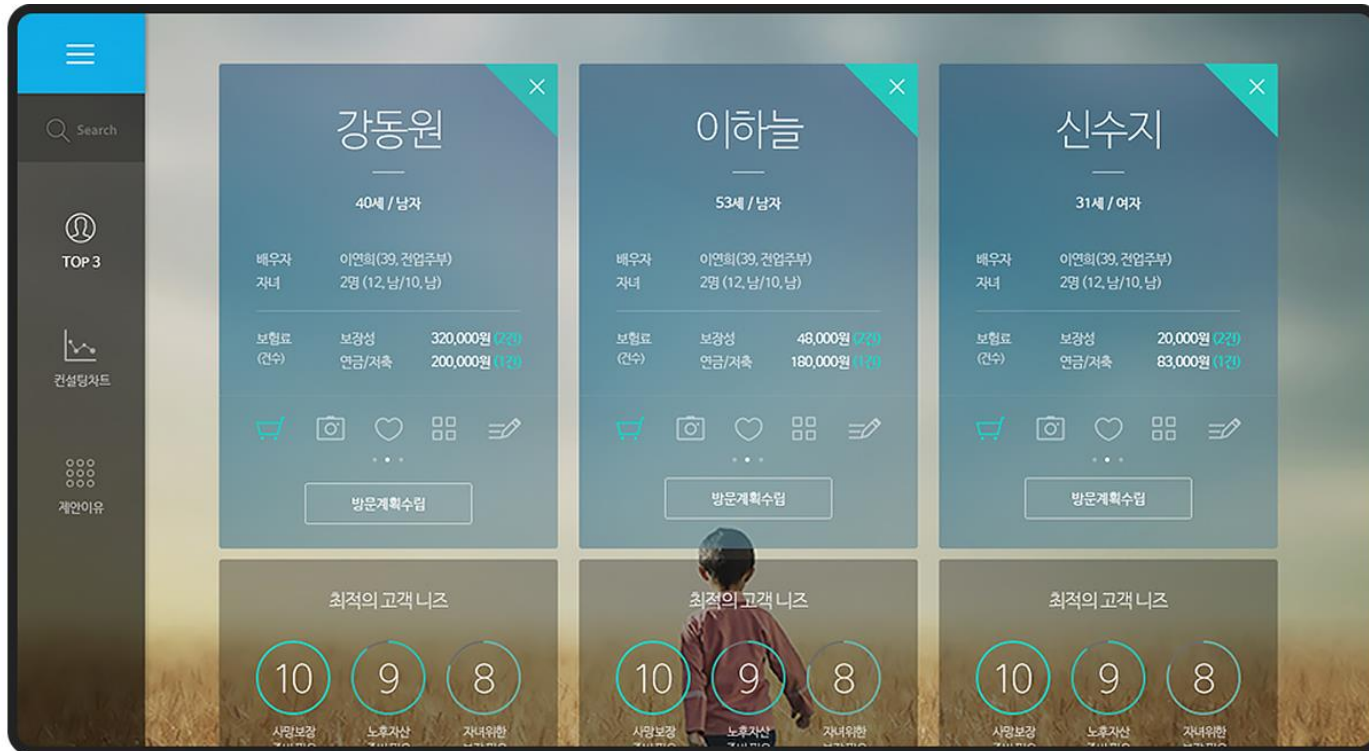 Search
TOP 3
컨설팅차트
제안이유
강동원
40세 / 남자
배우자 이연희(39, 전업주부)
자녀 2명 (12, 남/10, 남)
보험료 보장성 320,000원 (2건)
(건수) 연금/저축 200,000원 (1건)
방문계획수립
최적의 고객 니즈
10 9 8
사망보장 노후자산 자녀위한
이하늘
53세 / 남자
배우자 이연희(39, 전업주부)
자녀 2명 (12, 남/10, 남)
보험료 보장성 48,000원 (2건)
(건수) 연금/저축 180,000원 (1건)
방문계획수립
최적의 고객 니즈
10 9 8
사망보장 노후자산 자녀위한
신수지
31세 / 여자
배우자 이연희(39, 전업주부)
자녀 2명 (12, 남/10, 남)
보험료 보장성 20,000원 (2건)
(건수) 연금/저축 83,000원 (1건)
방문계획수립
최적의 고객 니즈
10 9 8
사망보장 노후자산 자녀위한